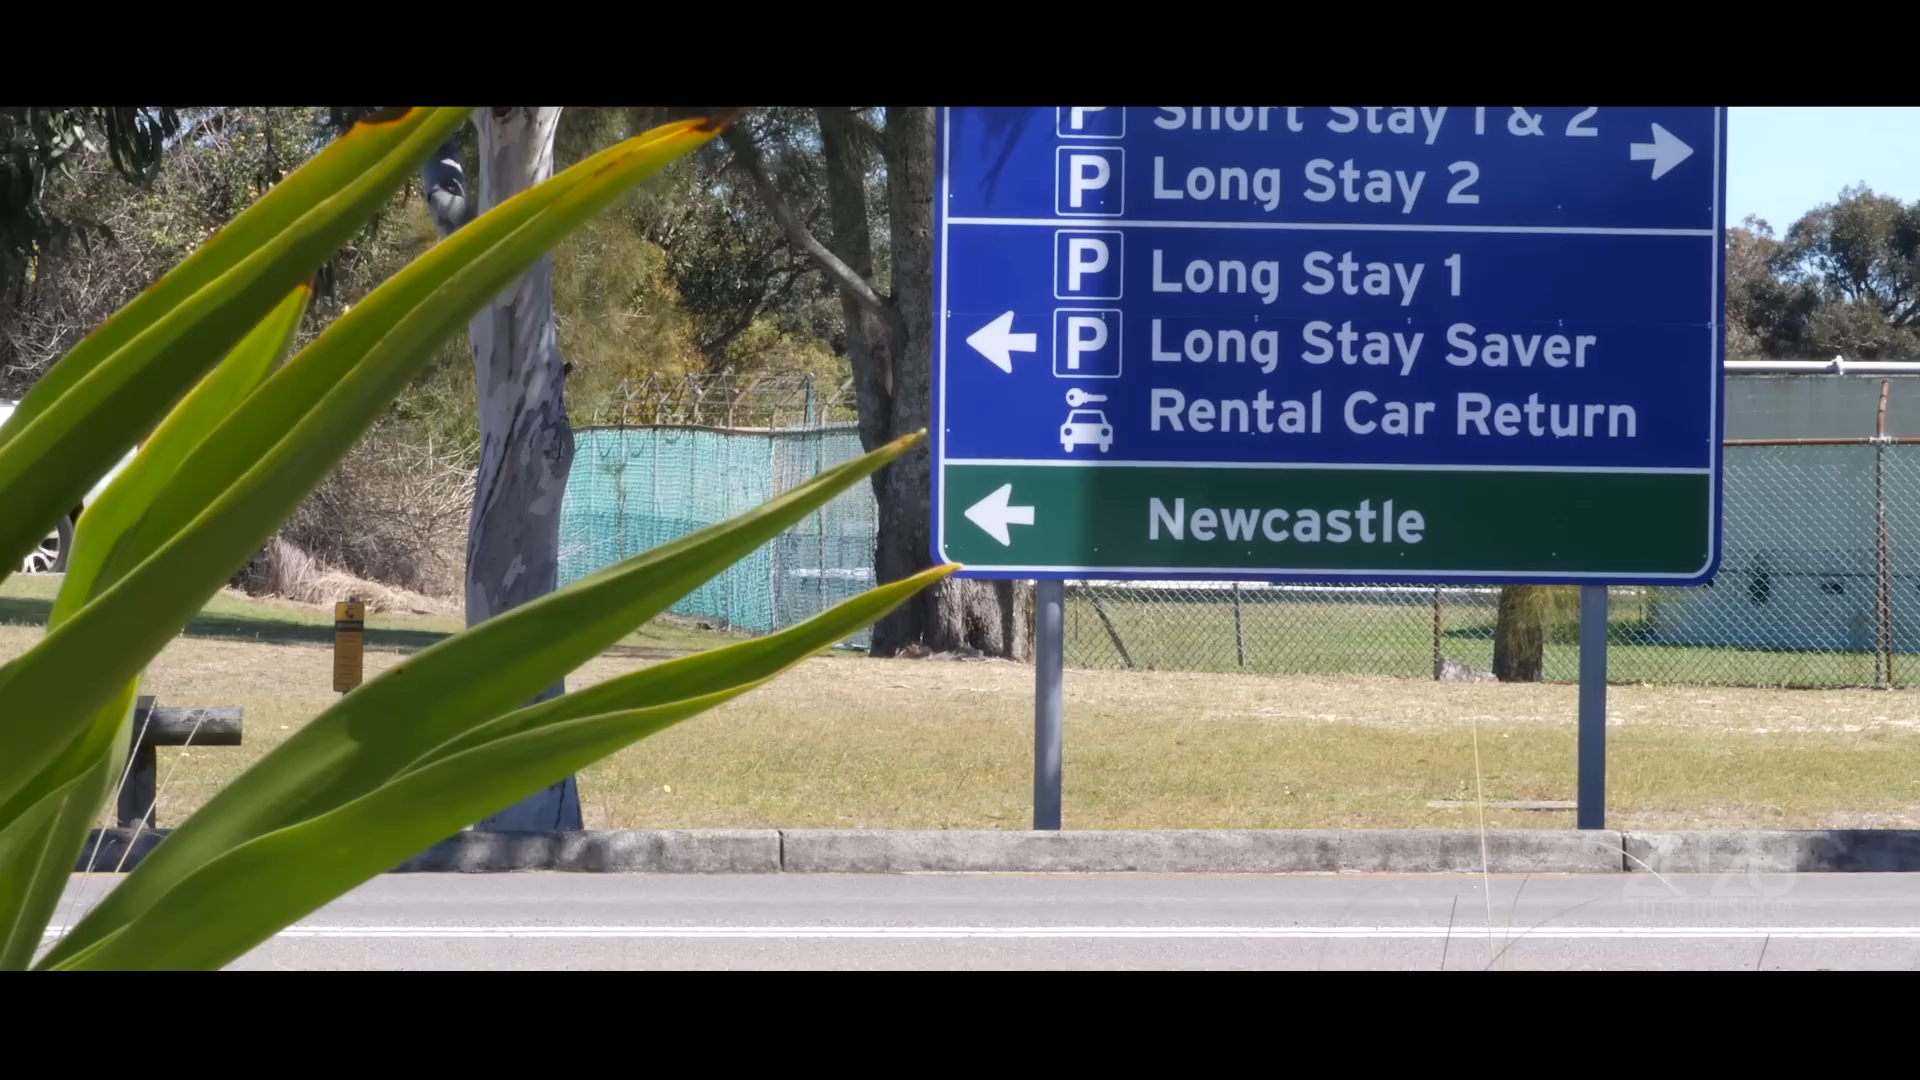 P Short Stay 1 & 2
P Long Stay 2
P Long Stay 1
P Long Stay Saver
Rental Car Return
Newcastle